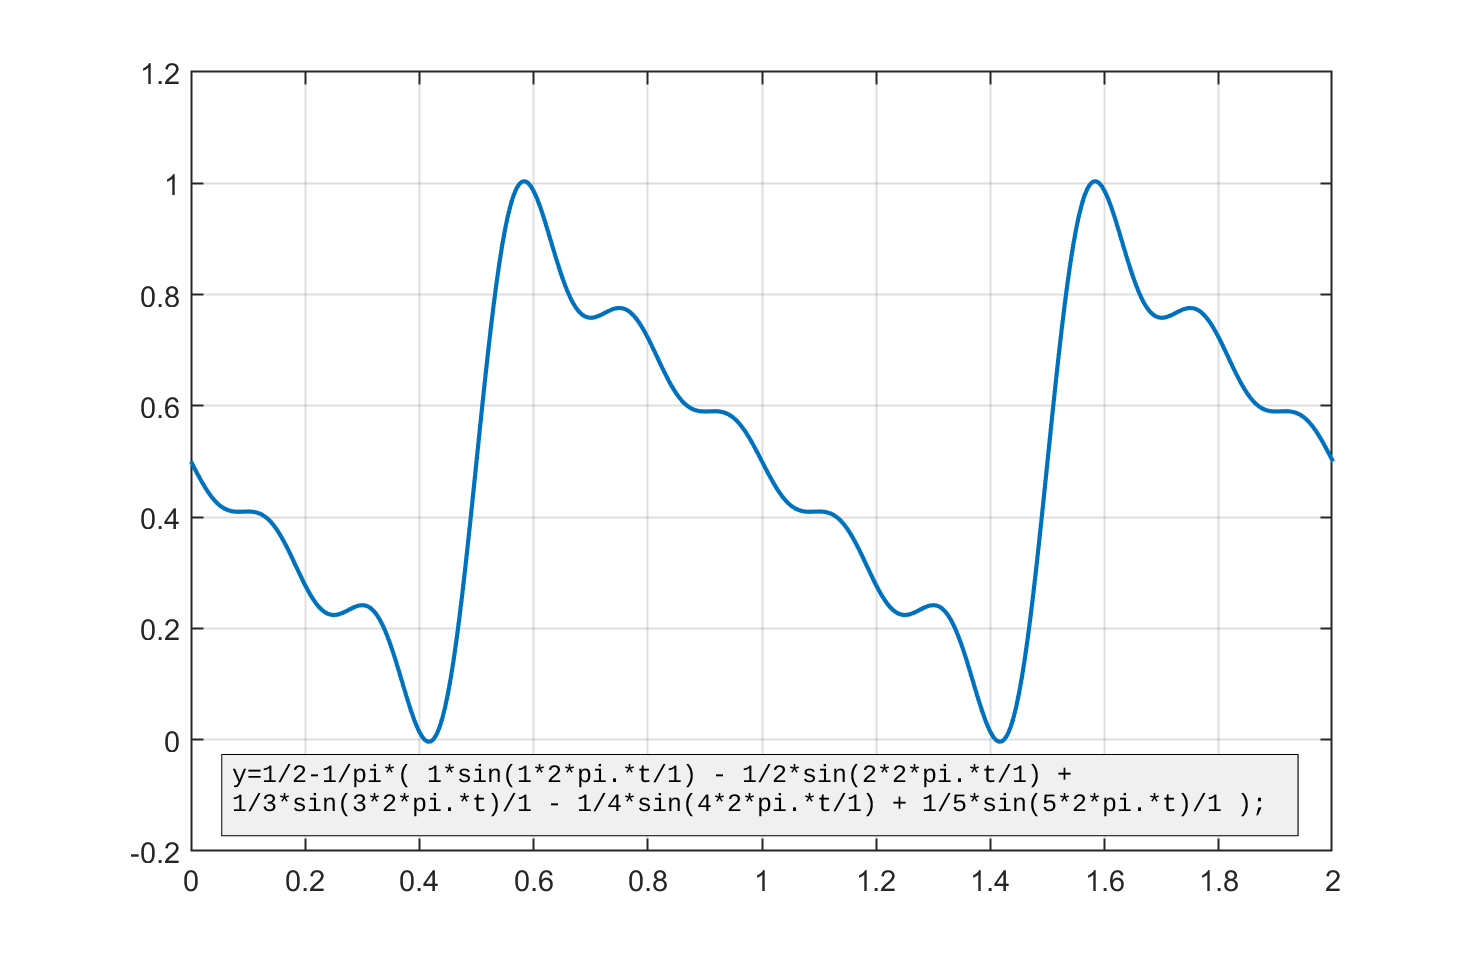 1.2
1
0.8
0.6
0.4
0.2
0
-0.2
y=1/2-1/pi*( 1*sin(1*2*pi.*t/1) - 1/2*sin(2*2*pi.*t/1) +
1/3*sin(3*2*pi.*t)/1 - 1/4*sin(4*2*pi.*t/1) + 1/5*sin(5*2*pi.*t)/1 );
0 0.2 0.4 0.6 0.8 1 1.2 1.4 1.6 1.8 2